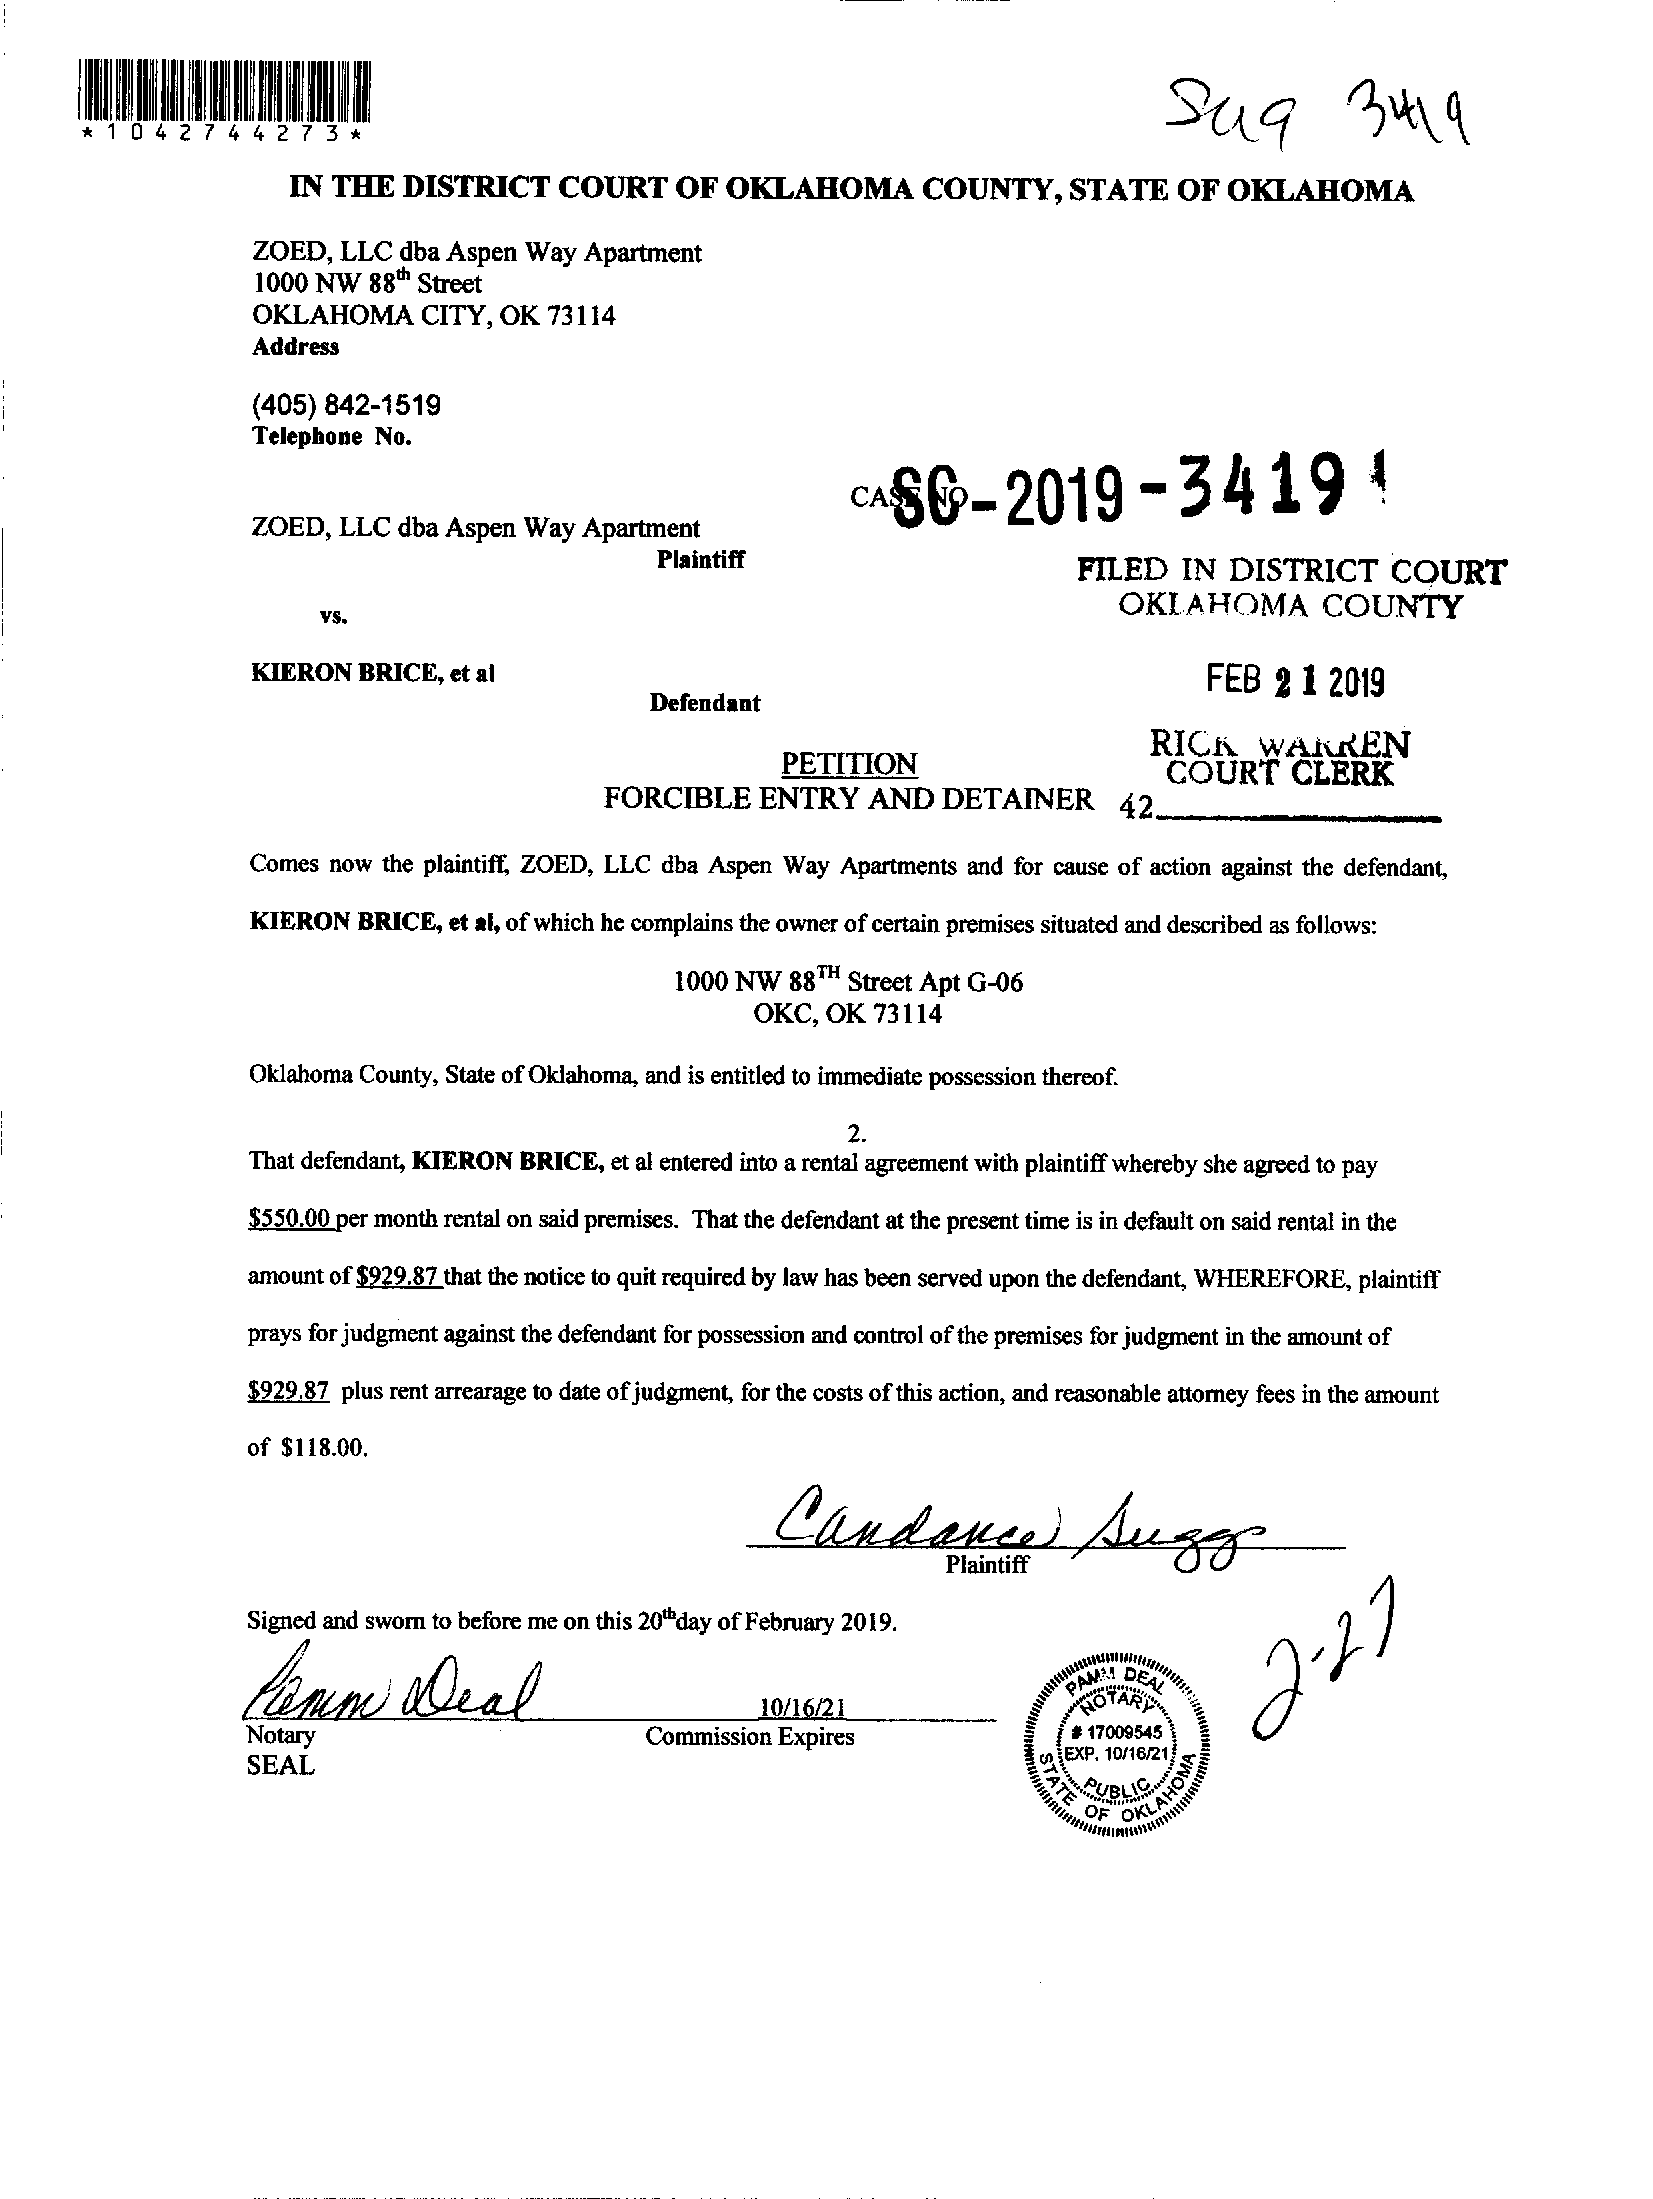 *1042744273*
Sug 3419
IN THE DISTRICT COURT OF OKLAHOMA COUNTY, STATE OF OKLAHOMA
ZOED, LLC dba Aspen Way Apartment
1000 NW 88th Street
OKLAHOMA CITY, OK 73114
Address
(405) 842-1519
Telephone No.
CASE NO
SC-2019-3419
ZOED, LLC dba Aspen Way Apartment
Plaintiff
FILED IN DISTRICT COURT
OKLAHOMA COUNTY
vs.
KIERON BRICE, et al
FEB 21 2019
Defendant
RICK WARREN
COURT CLERK
42
PETITION
FORCIBLE ENTRY AND DETAINER
Comes now the plaintiff, ZOED, LLC dba Aspen Way Apartments and for cause of action against the defendant,
KIERON BRICE, et al, of which he complains the owner of certain premises situated and described as follows:
1000 NW 88TH Street Apt G-06
OKC, OK 73114
Oklahoma County, State of Oklahoma, and is entitled to immediate possession thereof.
2.
That defendant, KIERON BRICE, et al entered into a rental agreement with plaintiff whereby she agreed to pay
$550.00 per month rental on said premises. That the defendant at the present time is in default on said rental in the
amount of $929.87 that the notice to quit required by law has been served upon the defendant, WHEREFORE, plaintiff
prays for judgment against the defendant for possession and control of the premises for judgment in the amount of
$929.87 plus rent arrearage to date of judgment, for the costs of this action, and reasonable attorney fees in the amount
of $118.00.
Candance Suggs
Plaintiff
Signed and sworn to before me on this 20th day of February 2019.
2-27
Pamm Deal
10/16/21
Notary
Commission Expires
SEAL
PAMM DEAL
NOTARY
# 17009545
EXP. 10/16/21
PUBLIC
STATE OF OKLAHOMA